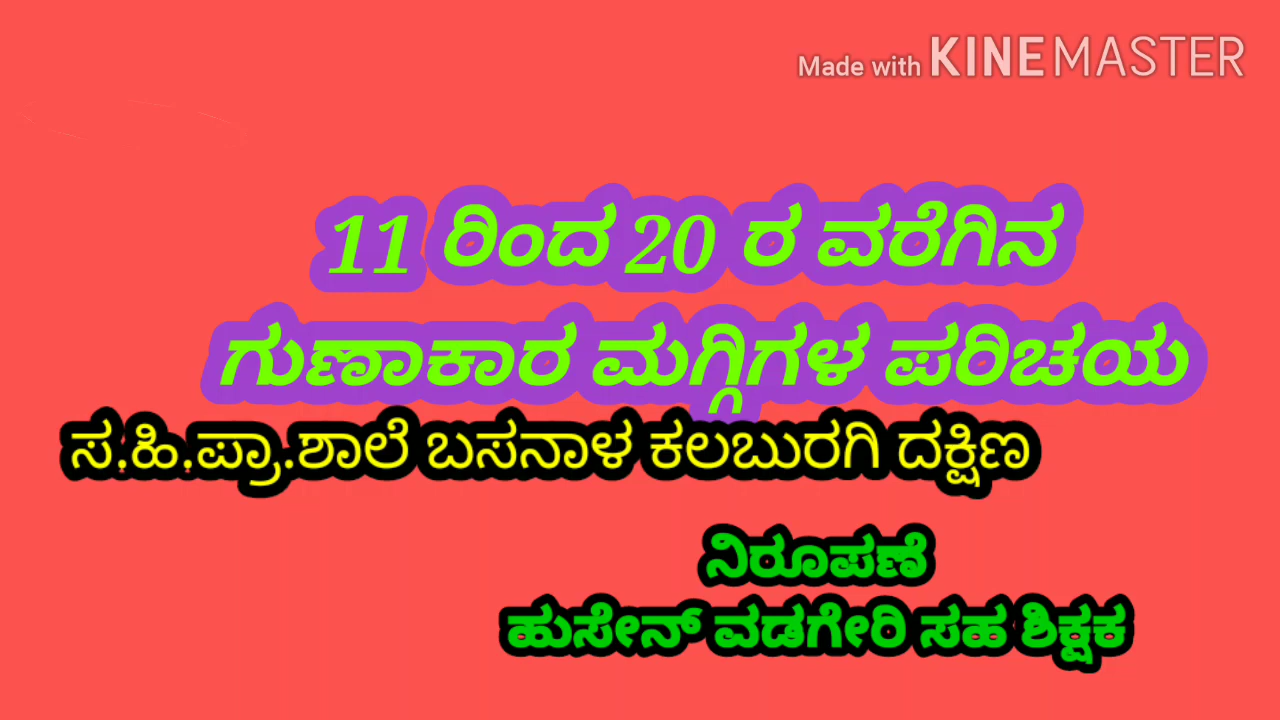 Made with KINEMASTER
11 ರಿಂದ 20 ರ ವರೆಗಿನ
ಗುಣಾಕಾರ ಮಗ್ಗಿಗಳ ಪರಿಚಯ
ಸ.ಹಿ.ಪ್ರಾ.ಶಾಲೆ ಬಸನಾಳ ಕಲಬುರಗಿ ದಕ್ಷಿಣ
ನಿರೂಪಣೆ
ಹುಸೇನ್ ವಡಗೇರಿ ಸಹ ಶಿಕ್ಷಕ